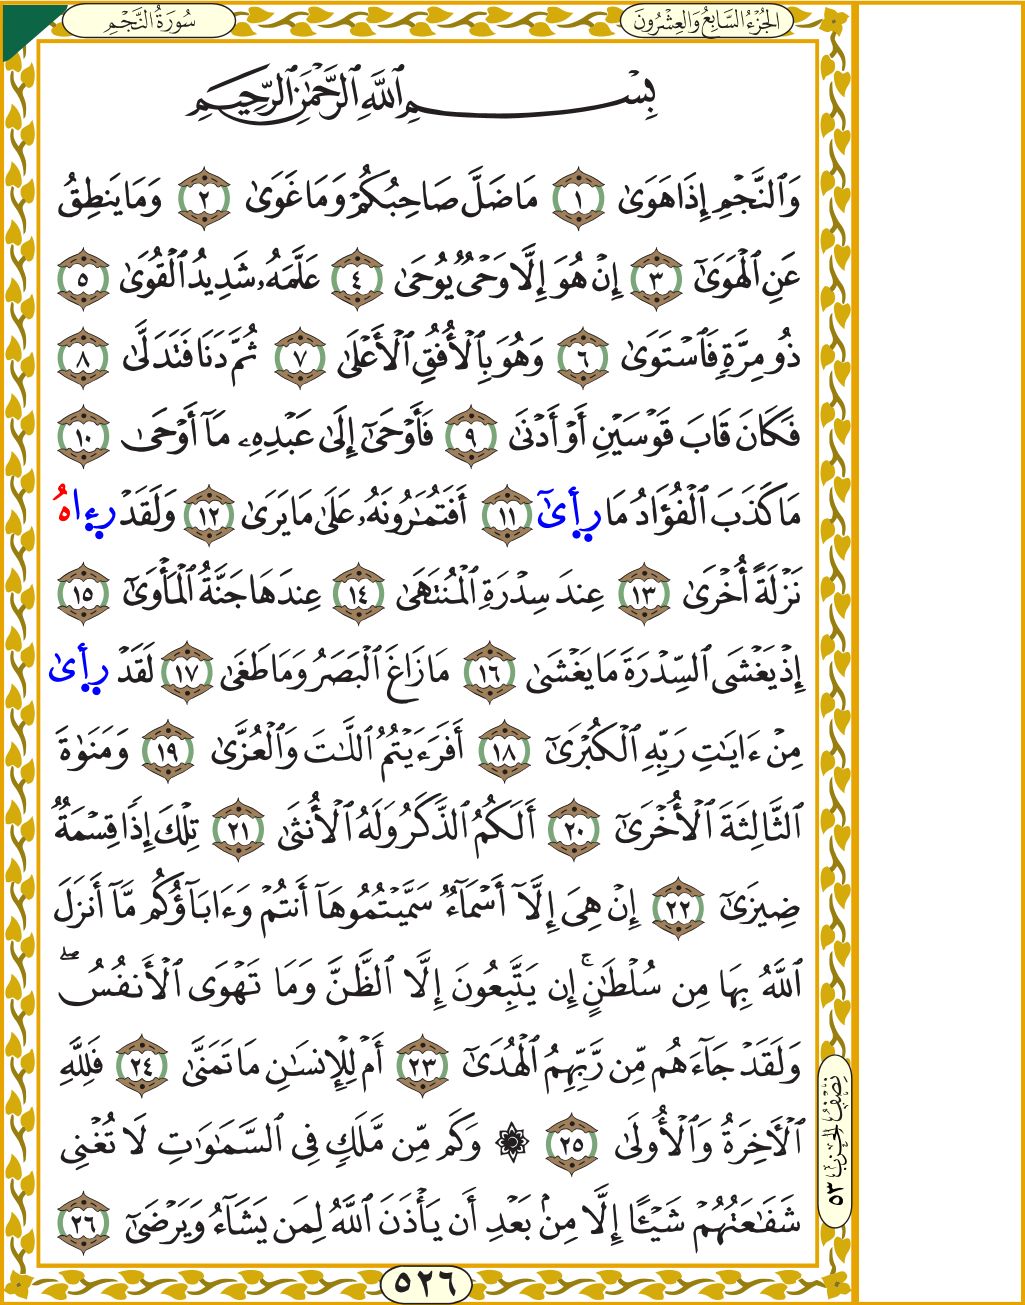 سُورَةُ النَّجْمِ
الجُزْءُ السَّابِعُ وَالعِشْرُونَ
بِسْمِ ٱللَّهِ ٱلرَّحْمَٰنِ ٱلرَّحِيمِ
وَٱلنَّجْمِ إِذَا هَوَىٰ ١ مَا ضَلَّ صَاحِبُكُمْ وَمَا غَوَىٰ ٢ وَمَا يَنطِقُ
عَنِ ٱلْهَوَىٰٓ ٣ إِنْ هُوَ إِلَّا وَحْىٌ يُوحَىٰ ٤ عَلَّمَهُۥ شَدِيدُ ٱلْقُوَىٰ ٥
ذُو مِرَّةٍ فَٱسْتَوَىٰ ٦ وَهُوَ بِٱلْأُفُقِ ٱلْأَعْلَىٰ ٧ ثُمَّ دَنَا فَتَدَلَّىٰ ٨
فَكَانَ قَابَ قَوْسَيْنِ أَوْ أَدْنَىٰ ٩ فَأَوْحَىٰٓ إِلَىٰ عَبْدِهِۦ مَآ أَوْحَىٰ ١٠
مَا كَذَبَ ٱلْفُؤَادُ مَا رأىٰٓ ١١ أَفَتُمَٰرُونَهُۥ عَلَىٰ مَا يَرَىٰ ١٢ وَلَقَدْ رءاهُ
نَزْلَةً أُخْرَىٰ ١٣ عِندَ سِدْرَةِ ٱلْمُنتَهَىٰ ١٤ عِندَهَا جَنَّةُ ٱلْمَأْوَىٰٓ ١٥
إِذْ يَغْشَى ٱلسِّدْرَةَ مَا يَغْشَىٰ ١٦ مَا زَاغَ ٱلْبَصَرُ وَمَا طَغَىٰ ١٧ لَقَدْ رأىٰ
مِنْ ءَايَٰتِ رَبِّهِ ٱلْكُبْرَىٰٓ ١٨ أَفَرَءَيْتُمُ ٱللَّٰتَ وَٱلْعُزَّىٰ ١٩ وَمَنَوٰةَ
ٱلثَّالِثَةَ ٱلْأُخْرَىٰٓ ٢٠ أَلَكُمُ ٱلذَّكَرُ وَلَهُ ٱلْأُنثَىٰ ٢١ تِلْكَ إِذًا قِسْمَةٌ
ضِيزَىٰٓ ٢٢ إِنْ هِىَ إِلَّآ أَسْمَآءٌ سَمَّيْتُمُوهَآ أَنتُمْ وَءَابَآؤُكُم مَّآ أَنزَلَ
ٱللَّهُ بِهَا مِن سُلْطَٰنٍۚ إِن يَتَّبِعُونَ إِلَّا ٱلظَّنَّ وَمَا تَهْوَى ٱلْأَنفُسُۖ
وَلَقَدْ جَآءَهُم مِّن رَّبِّهِمُ ٱلْهُدَىٰٓ ٢٣ أَمْ لِلْإِنسَٰنِ مَا تَمَنَّىٰ ٢٤ فَلِلَّهِ
ٱلْأَخِرَةُ وَٱلْأُولَىٰ ٢٥ ۞ وَكَم مِّن مَّلَكٍ فِى ٱلسَّمَٰوَٰتِ لَا تُغْنِى
شَفَٰعَتُهُمْ شَيْـًٔا إِلَّا مِنۢ بَعْدِ أَن يَأْذَنَ ٱللَّهُ لِمَن يَشَآءُ وَيَرْضَىٰٓ ٢٦
نِصْفُ الحِزْبِ ٥٣
٥٢٦